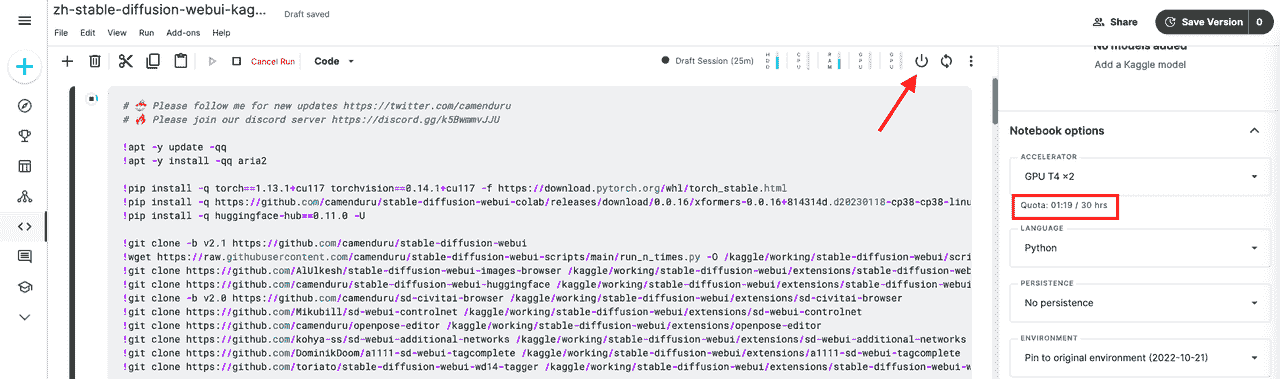 zh-stable-diffusion-webui-kag...
Draft saved
File Edit View Run Add-ons Help
Share
Save Version
0
Cancel Run
Code
Draft Session (25m)
HDD
CPU
RAM
GPU
GPU
# Please follow me for new updates https://twitter.com/camenduru
# Please join our discord server https://discord.gg/k5BwmmvJJU
!apt -y update -qq
!apt -y install -qq aria2
!pip install -q torch==1.13.1+cu117 torchvision==0.14.1+cu117 -f https://download.pytorch.org/whl/torch_stable.html
!pip install -q https://github.com/camenduru/stable-diffusion-webui-colab/releases/download/0.0.16/xformers-0.0.16+814314d.d20230118-cp38-cp38-linu
!pip install -q huggingface-hub==0.11.0 -U
!git clone -b v2.1 https://github.com/camenduru/stable-diffusion-webui
!wget https://raw.githubusercontent.com/camenduru/stable-diffusion-webui-scripts/main/run_n_times.py -O /kaggle/working/stable-diffusion-webui/scri
!git clone https://github.com/AlUlkesh/stable-diffusion-webui-images-browser /kaggle/working/stable-diffusion-webui/extensions/stable-diffusion-web
!git clone https://github.com/camenduru/stable-diffusion-webui-huggingface /kaggle/working/stable-diffusion-webui/extensions/stable-diffusion-webui
!git clone -b v2.0 https://github.com/camenduru/sd-civitai-browser /kaggle/working/stable-diffusion-webui/extensions/sd-civitai-browser
!git clone https://github.com/Mikubill/sd-webui-controlnet /kaggle/working/stable-diffusion-webui/extensions/sd-webui-controlnet
!git clone https://github.com/camenduru/openpose-editor /kaggle/working/stable-diffusion-webui/extensions/openpose-editor
!git clone https://github.com/kohya-ss/sd-webui-additional-networks /kaggle/working/stable-diffusion-webui/extensions/sd-webui-additional-networks
!git clone https://github.com/DominikDoom/a1111-sd-webui-tagcomplete /kaggle/working/stable-diffusion-webui/extensions/a1111-sd-webui-tagcomplete
!git clone https://github.com/toriato/stable-diffusion-webui-wd14-tagger /kaggle/working/stable-diffusion-webui/extensions/stable-diffusion-webui-w
No models added
Add a Kaggle model
Notebook options
ACCELERATOR
GPU T4 ×2
Quota: 01:19 / 30 hrs
LANGUAGE
Python
PERSISTENCE
No persistence
ENVIRONMENT
Pin to original environment (2022-10-21)